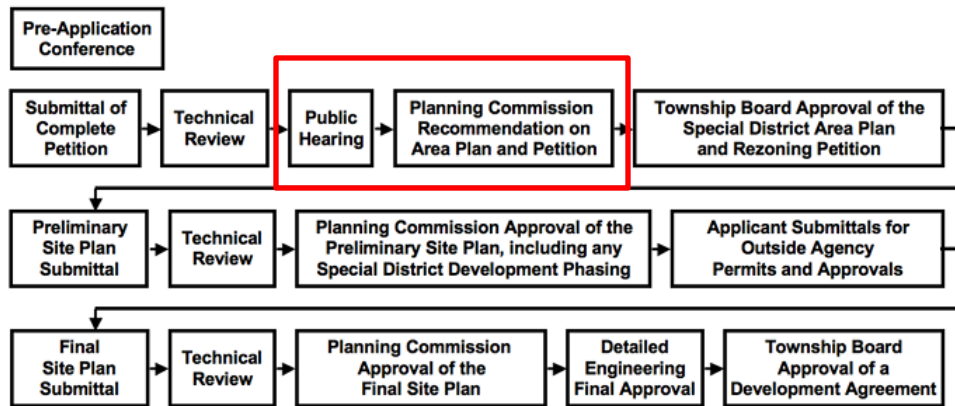 Pre-Application
Conference
Submittal of
Complete
Petition
Technical
Review
Public
Hearing
Planning Commission
Recommendation on
Area Plan and Petition
Township Board Approval of the
Special District Area Plan
and Rezoning Petition
Preliminary
Site Plan
Submittal
Technical
Review
Planning Commission Approval of the
Preliminary Site Plan, including any
Special District Development Phasing
Applicant Submittals for
Outside Agency
Permits and Approvals
Final
Site Plan
Submittal
Technical
Review
Planning Commission
Approval of the
Final Site Plan
Detailed
Engineering
Final Approval
Township Board
Approval of a
Development Agreement